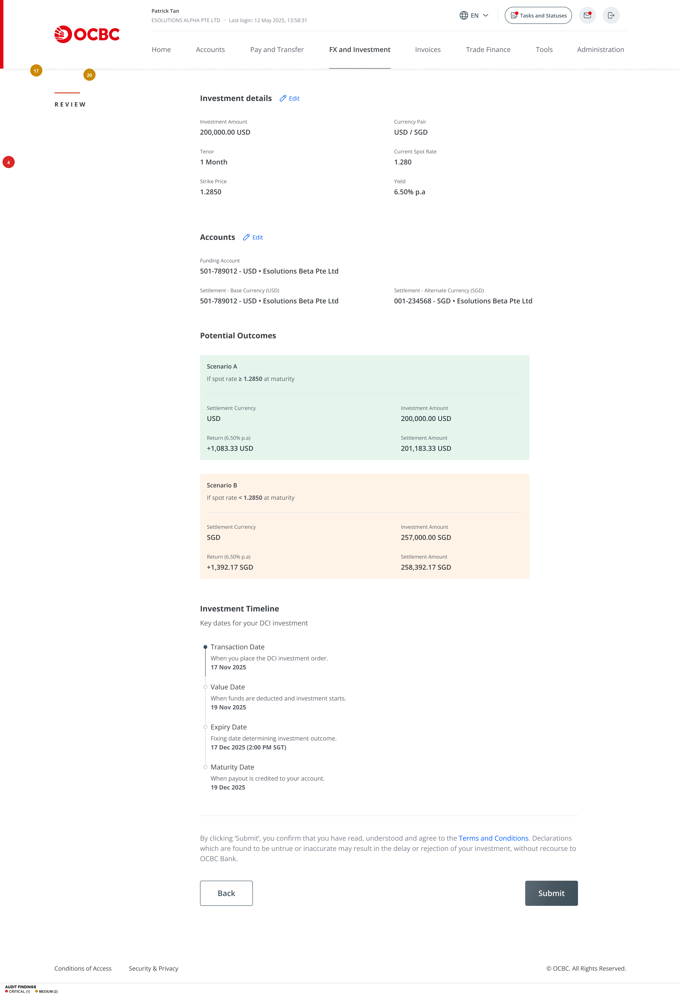 Patrick Tan
ESOLUTIONS ALPHA PTE LTD • Last login: 12 May 2025, 13:58:31
EN
Tasks and Statuses
OCBC
Home Accounts Pay and Transfer FX and Investment Invoices Trade Finance Tools Administration
17
20
REVIEW
4
Investment details Edit
Investment Amount Currency Pair
200,000.00 USD USD / SGD
Tenor Current Spot Rate
1 Month 1.280
Strike Price Yield
1.2850 6.50% p.a
Accounts Edit
Funding Account
501-789012 - USD • Esolutions Beta Pte Ltd
Settlement - Base Currency (USD) Settlement - Alternate Currency (SGD)
501-789012 - USD • Esolutions Beta Pte Ltd 001-234568 - SGD • Esolutions Beta Pte Ltd
Potential Outcomes
Scenario A
If spot rate ≥ 1.2850 at maturity
Settlement Currency Investment Amount
USD 200,000.00 USD
Return (6.50% p.a) Settlement Amount
+1,083.33 USD 201,183.33 USD
Scenario B
If spot rate < 1.2850 at maturity
Settlement Currency Investment Amount
SGD 257,000.00 SGD
Return (6.50% p.a) Settlement Amount
+1,392.17 SGD 258,392.17 SGD
Investment Timeline
Key dates for your DCI investment
Transaction Date
When you place the DCI investment order.
17 Nov 2025
Value Date
When funds are deducted and investment starts.
19 Nov 2025
Expiry Date
Fixing date determining investment outcome.
17 Dec 2025 (2:00 PM SGT)
Maturity Date
When payout is credited to your account.
19 Dec 2025
By clicking ‘Submit’, you confirm that you have read, understood and agree to the Terms and Conditions. Declarations
which are found to be untrue or inaccurate may result in the delay or rejection of your investment, without recourse to
OCBC Bank.
Back Submit
Conditions of Access Security & Privacy © OCBC. All Rights Reserved.
AUDIT FINDINGS
CRITICAL (1) MEDIUM (2)